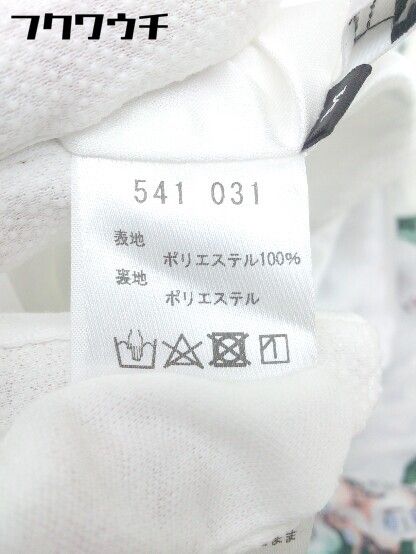 フクワウチ
541 031
表地
ポリエステル100%
裏地
ポリエステル